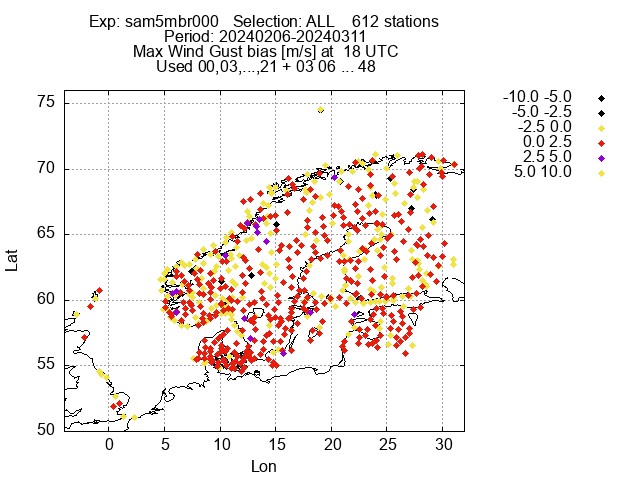 Exp: sam5mbr000 Selection: ALL 612 stations
Period: 20240206-20240311
Max Wind Gust bias [m/s] at 18 UTC
Used 00,03,...,21 + 03 06 ... 48
-10.0 -5.0
-5.0 -2.5
-2.5 0.0
0.0 2.5
2.5 5.0
5.0 10.0
75
70
65
60
55
50
Lat
0 5 10 15 20 25 30
Lon